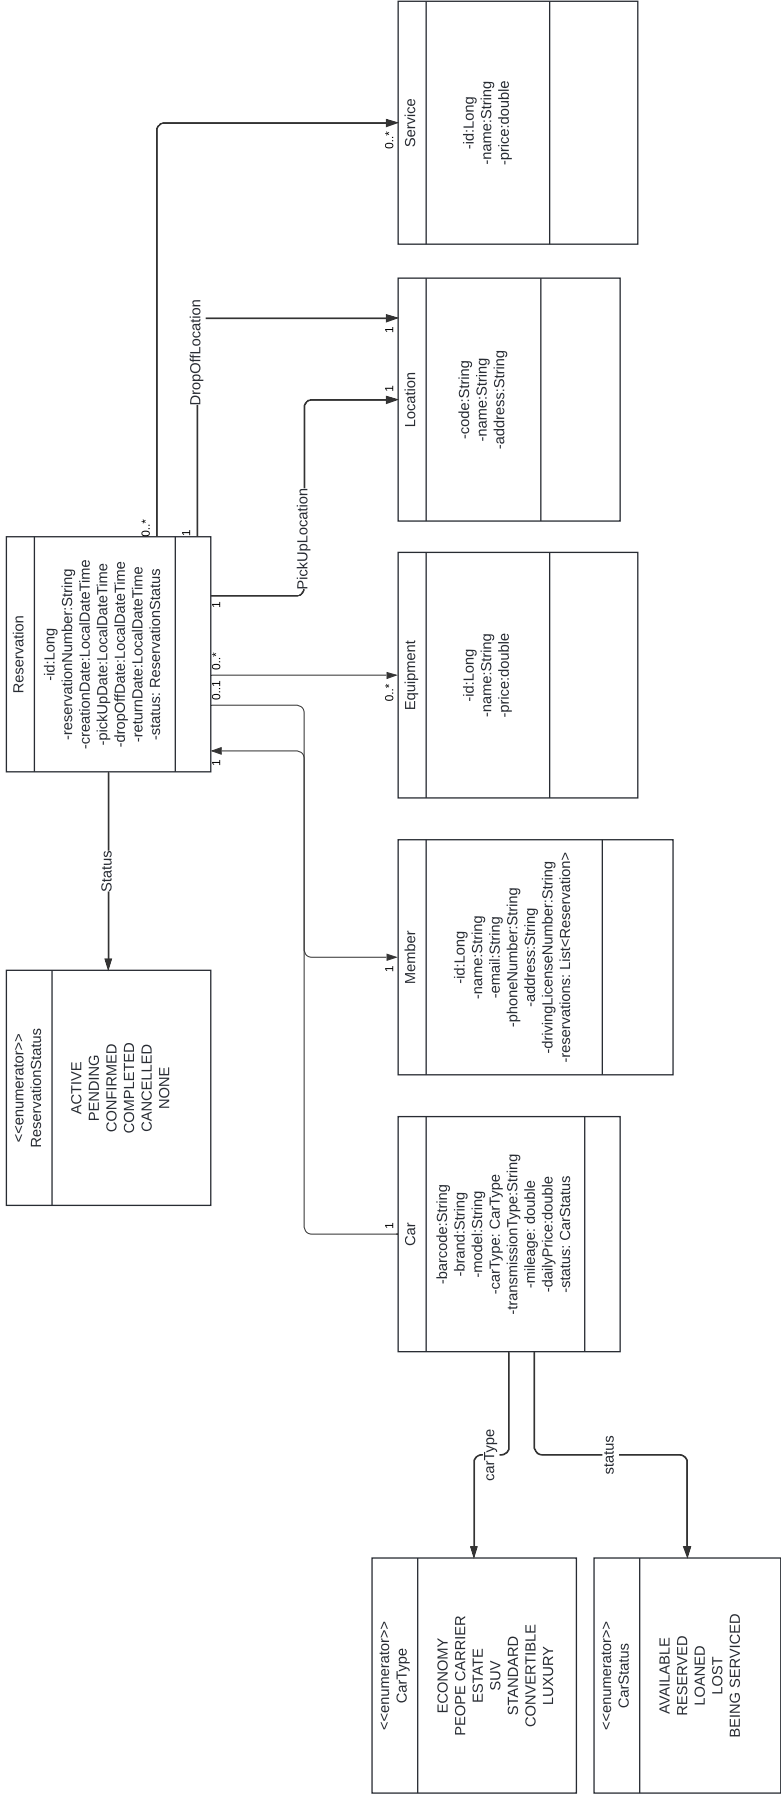 <<enumerator>>
CarType
ECONOMY
PEOPE CARRIER
ESTATE
SUV
STANDARD
CONVERTIBLE
LUXURY
<<enumerator>>
CarStatus
AVAILABLE
RESERVED
LOANED
LOST
BEING SERVICED
carType
status
Car
-barcode:String
-brand:String
-model:String
-carType: CarType
-transmissionType:String
-mileage: double
-dailyPrice:double
-status: CarStatus
1
<<enumerator>>
ReservationStatus
ACTIVE
PENDING
CONFIRMED
COMPLETED
CANCELLED
NONE
Status
Member
-id:Long
-name:String
-email:String
-phoneNumber:String
-address:String
-drivingLicenseNumber:String
-reservations: List<Reservation>
1
Reservation
-id:Long
-reservationNumber:String
-creationDate:LocalDateTime
-pickUpDate:LocalDateTime
-dropOffDate:LocalDateTime
-returnDate:LocalDateTime
-status: ReservationStatus
1
0..1
0..*
1
1
0..*
Equipment
-id:Long
-name:String
-price:double
0..*
PickUpLocation
DropOffLocation
Location
-code:String
-name:String
-address:String
1
1
Service
-id:Long
-name:String
-price:double
0..*